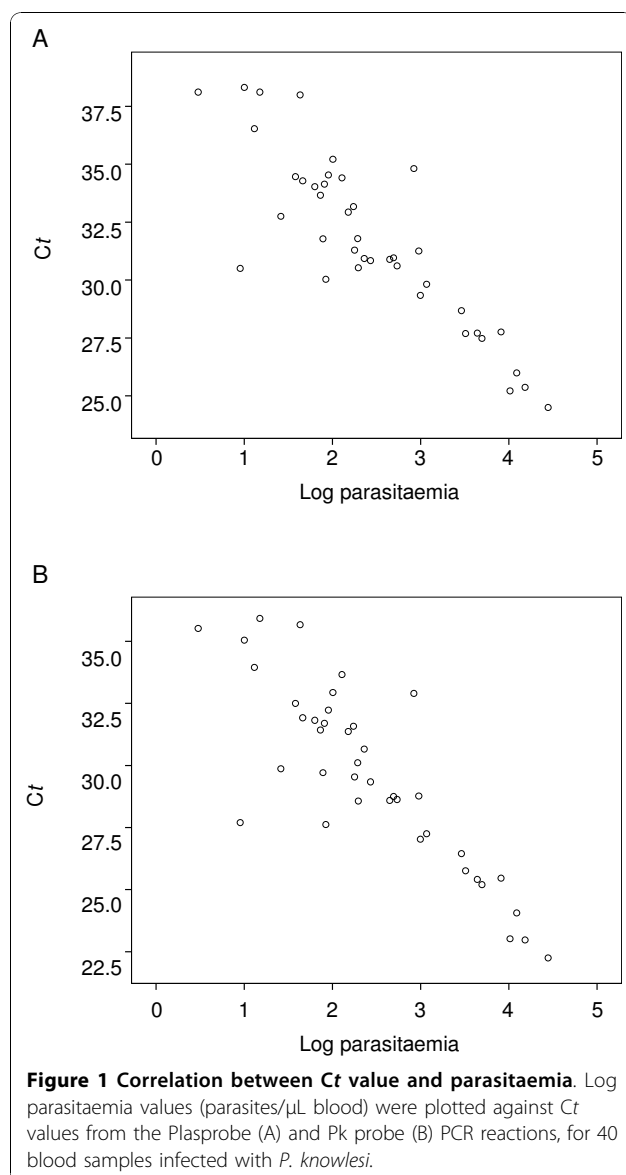 A
37.5
35.0
32.5
30.0
27.5
25.0
Ct
0 1 2 3 4 5
Log parasitaemia
B
35.0
32.5
30.0
27.5
25.0
22.5
Ct
0 1 2 3 4 5
Log parasitaemia
Figure 1 Correlation between Ct value and parasitaemia. Log
parasitaemia values (parasites/μL blood) were plotted against Ct
values from the Plasprobe (A) and Pk probe (B) PCR reactions, for 40
blood samples infected with P. knowlesi.